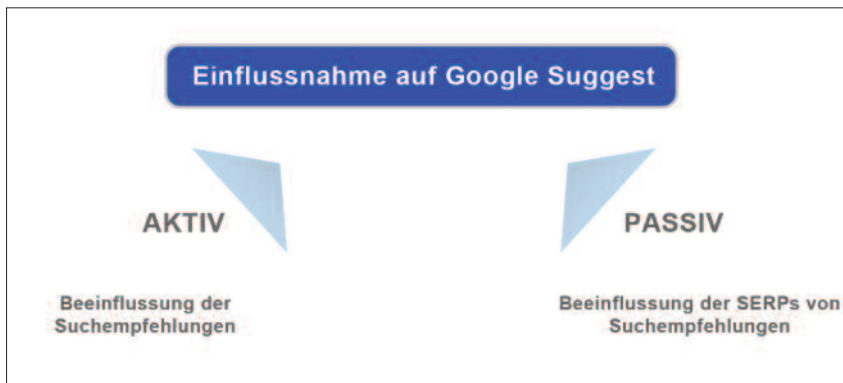 Einflussnahme auf Google Suggest
AKTIV
Beeinflussung der
Suchempfehlungen
PASSIV
Beeinflussung der SERPs von
Suchempfehlungen